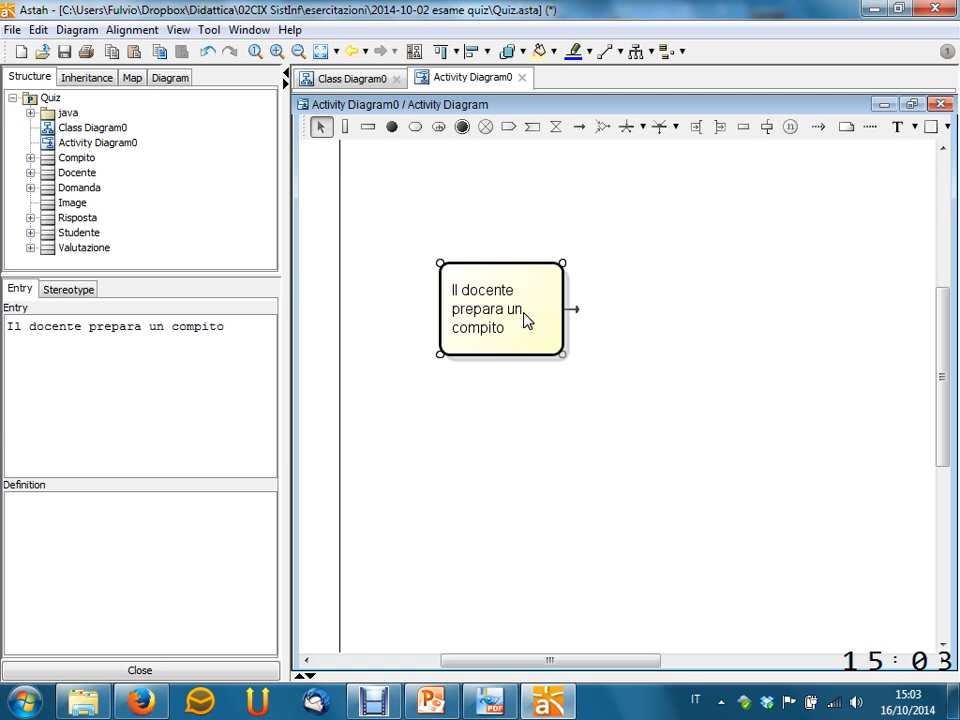 Astah - [C:\Users\Fulvio\Dropbox\Didattica\02CIX SistInf\esercitazioni\2014-10-02 esame quiz\Quiz.asta] (*)
File Edit Diagram Alignment View Tool Window Help
1
Structure Inheritance Map Diagram
Class Diagram0 Activity Diagram0
Activity Diagram0 / Activity Diagram
Quiz
java
Class Diagram0
Activity Diagram0
Compito
Docente
Domanda
Image
Risposta
Studente
Valutazione
Entry Stereotype
Entry
Il docente prepara un compito
Definition
Close
Il docente
prepara un
compito
15:03
IT
15:03
16/10/2014